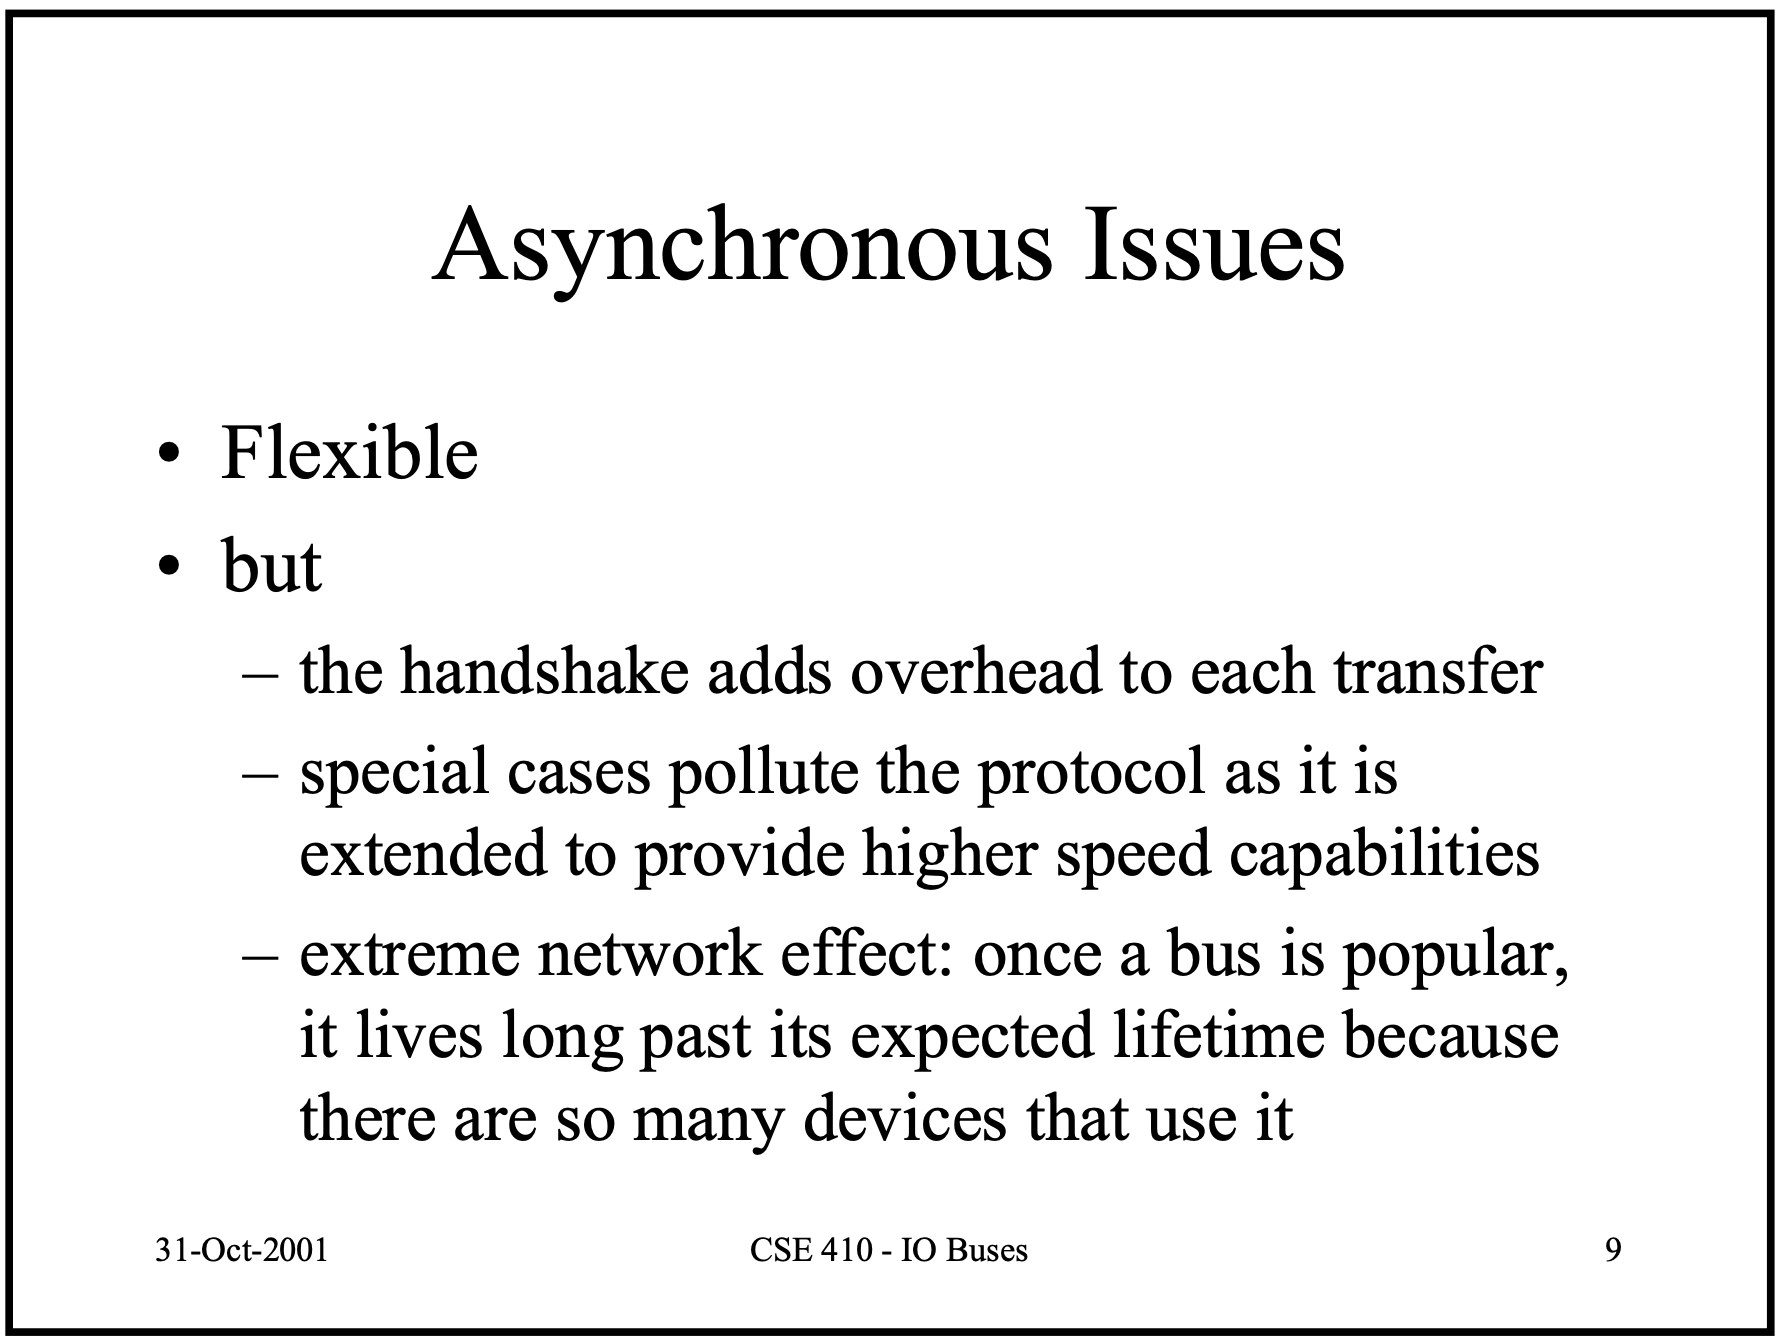 Asynchronous Issues
• Flexible
• but
– the handshake adds overhead to each transfer
– special cases pollute the protocol as it is
extended to provide higher speed capabilities
– extreme network effect: once a bus is popular,
it lives long past its expected lifetime because
there are so many devices that use it
31-Oct-2001 CSE 410 - IO Buses 9